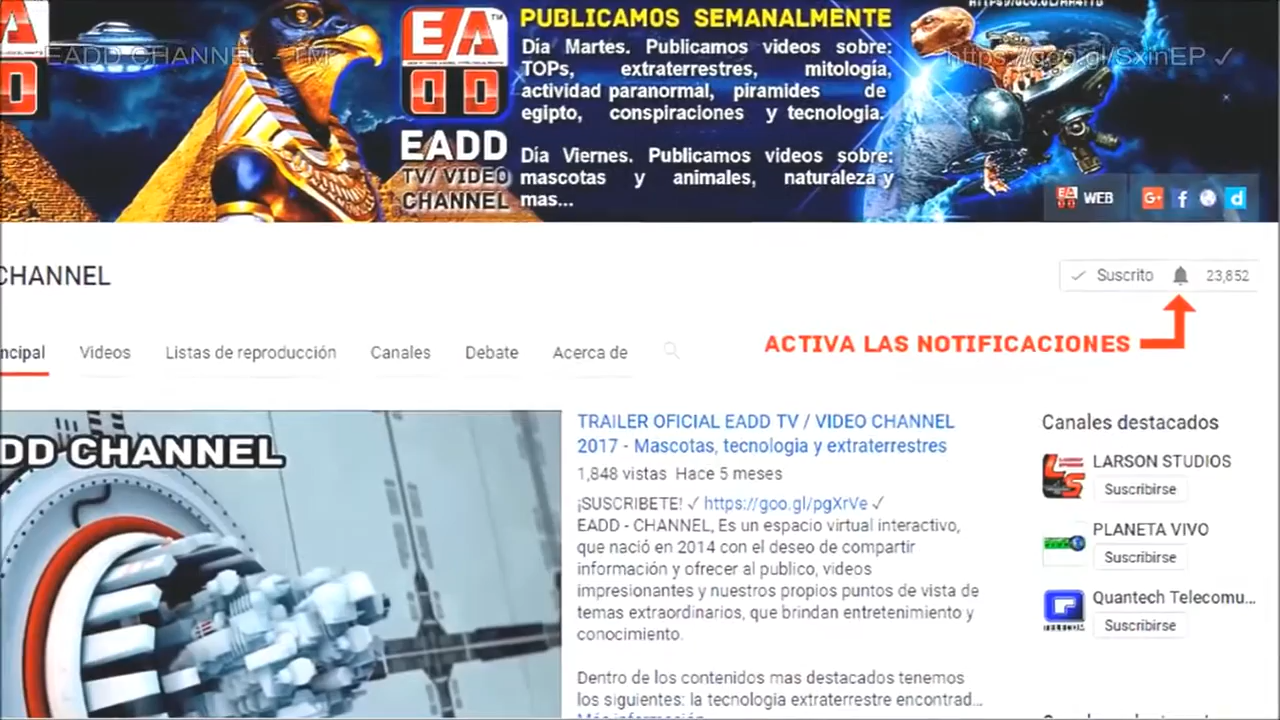 EA
DD
EADD
TV/ VIDEO
CHANNEL
PUBLICAMOS SEMANALMENTE
Día Martes. Publicamos videos sobre:
TOPs, extraterrestres, mitología,
actividad paranormal, piramides de
egipto, conspiraciones y tecnología.
Día Viernes. Publicamos videos sobre:
mascotas y animales, naturaleza y
mas...
EADD CHANNEL - TM
https://goo.gl/SxinEP ✓
WEB
CHANNEL
✓ Suscrito 23,852
ACTIVA LAS NOTIFICACIONES
ncipal Videos Listas de reproducción Canales Debate Acerca de
DD CHANNEL
TRAILER OFICIAL EADD TV / VIDEO CHANNEL
2017 - Mascotas, tecnologia y extraterrestres
1,848 vistas Hace 5 meses
¡SUSCRIBETE! ✓ https://goo.gl/pgXrVe ✓
EADD - CHANNEL, Es un espacio virtual interactivo,
que nació en 2014 con el deseo de compartir
información y ofrecer al publico, videos
impresionantes y nuestros propios puntos de vista de
temas extraordinarios, que brindan entretenimiento y
conocimiento.
Dentro de los contenidos mas destacados tenemos
los siguientes: la tecnología extraterrestre encontrad...
Más información
Canales destacados
LARSON STUDIOS
Suscribirse
PLANETA VIVO
Suscribirse
Quantech Telecomu...
Suscribirse